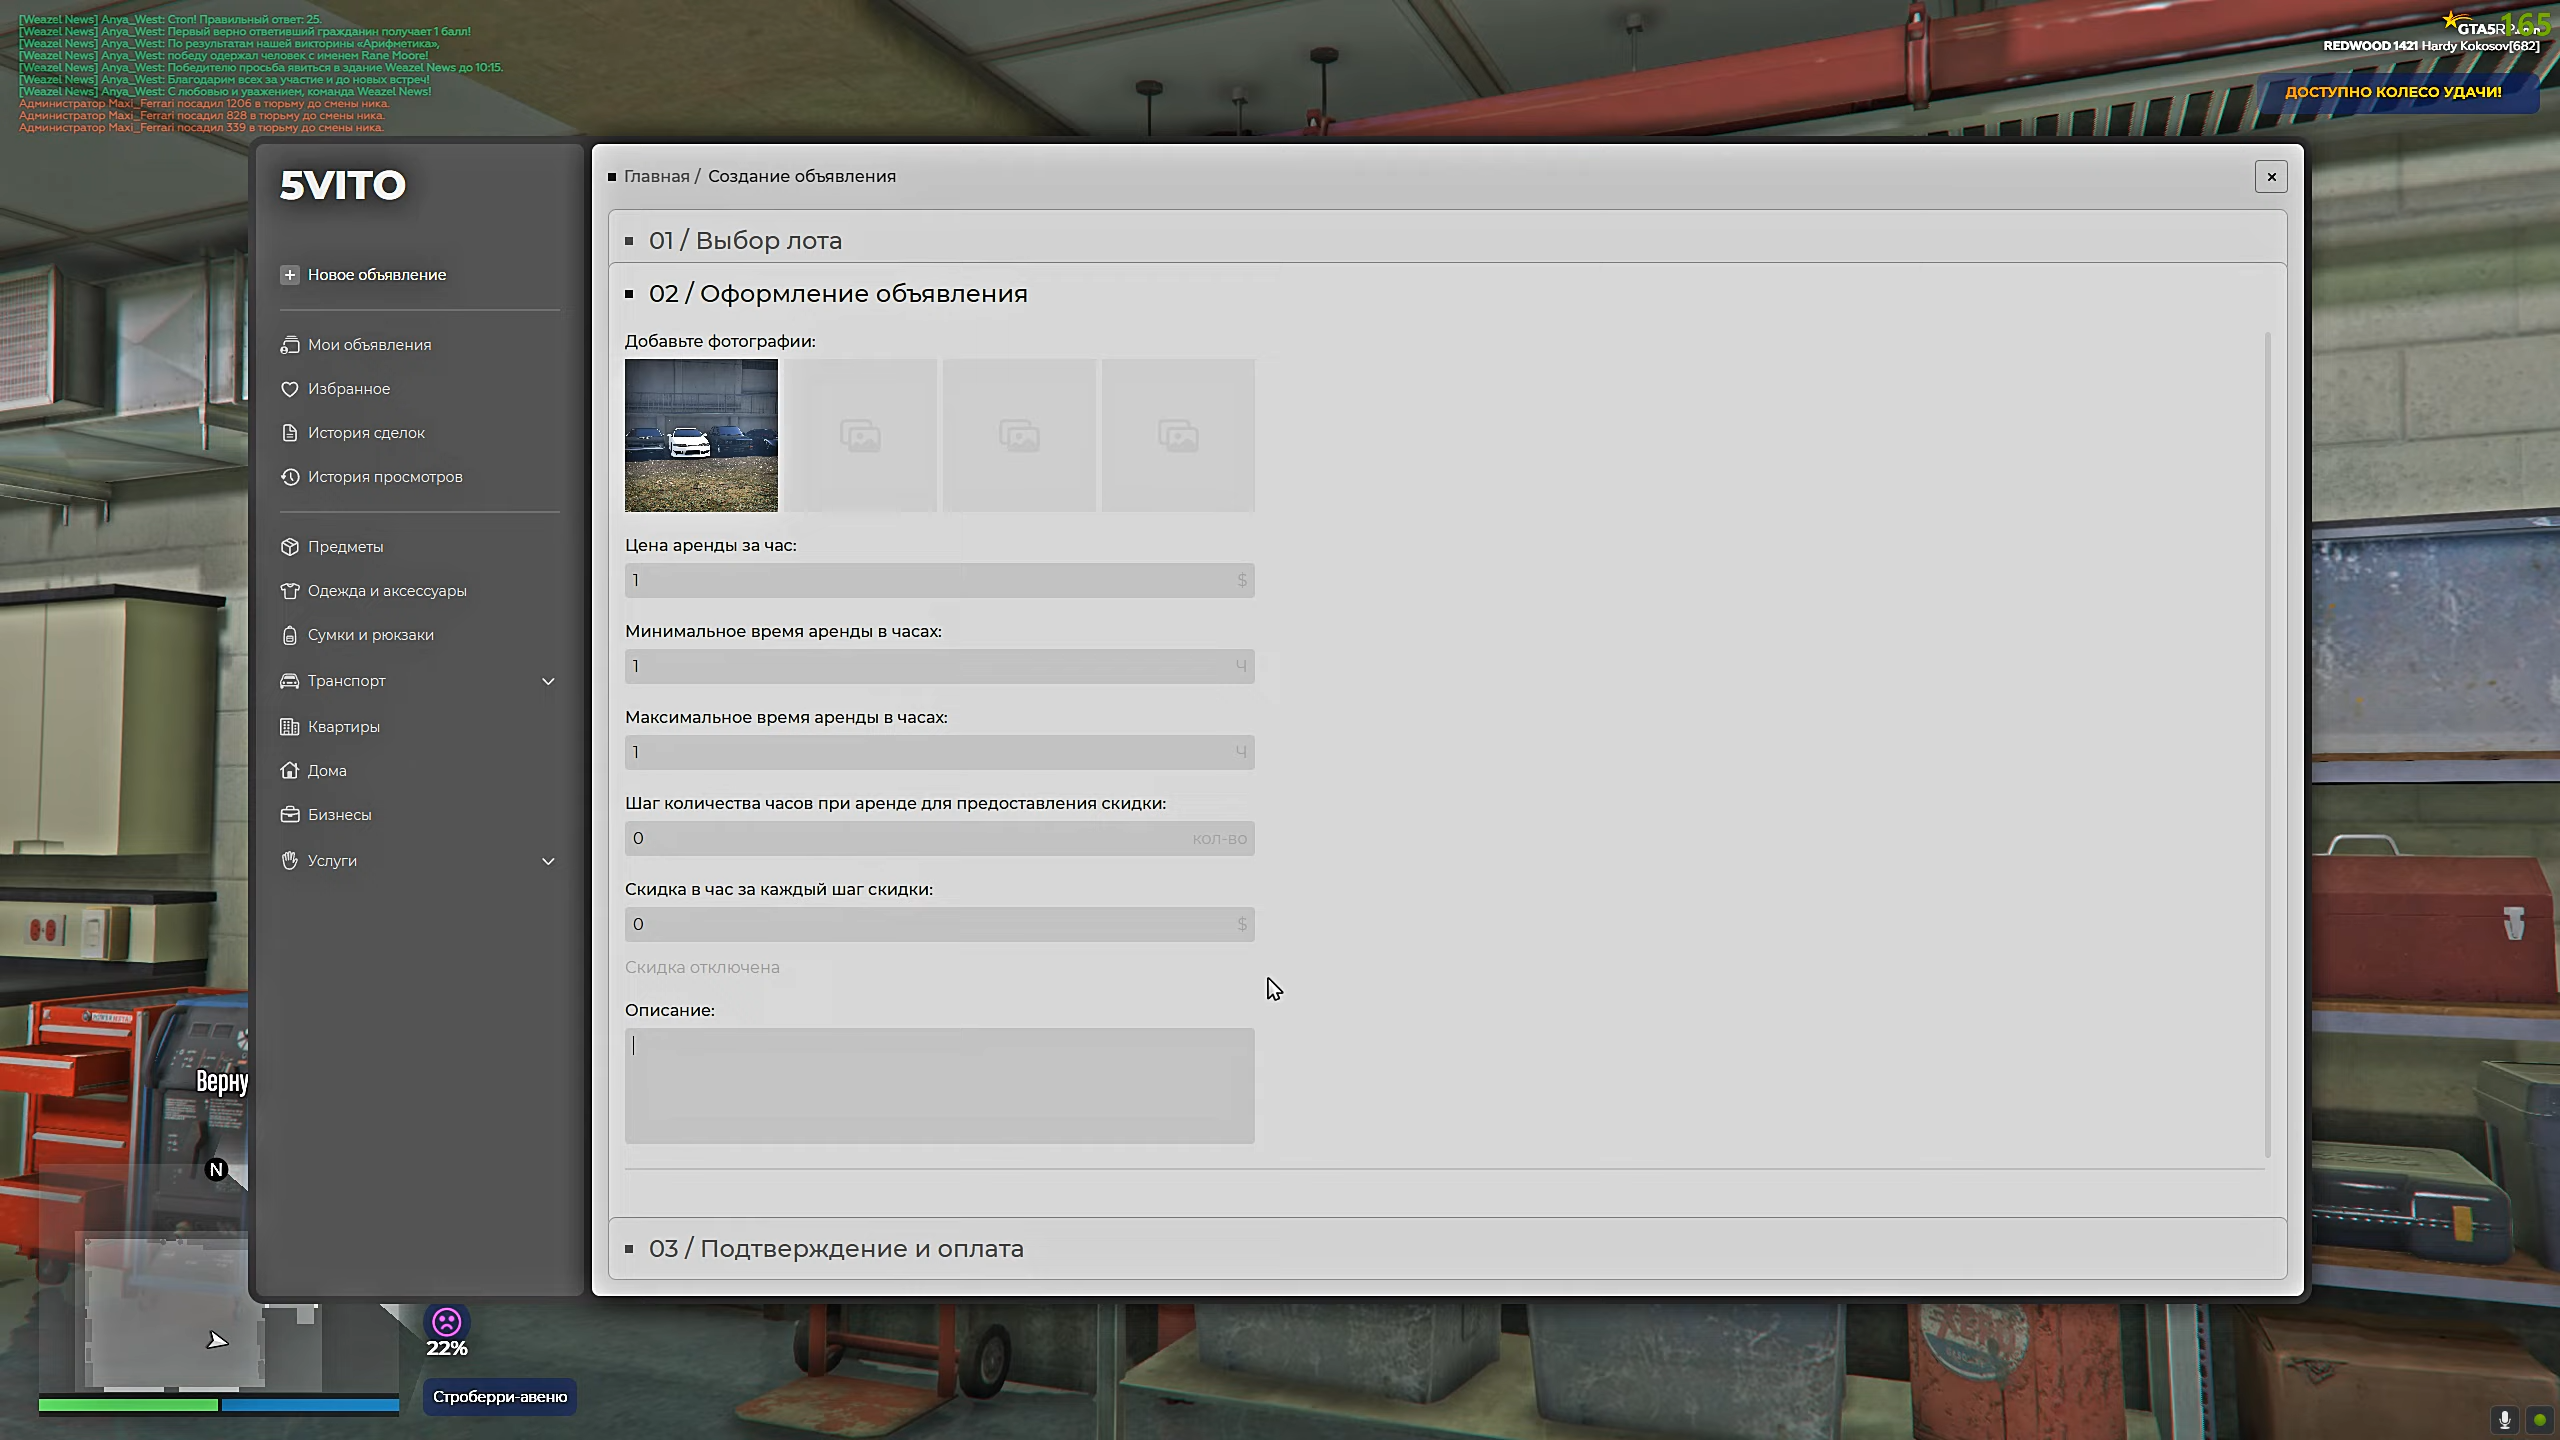 [Weazel News] Anya_West: Стоп! Правильный ответ: 25.
[Weazel News] Anya_West: Первый верно ответивший гражданин получает 1 балл!
[Weazel News] Anya_West: По результатам нашей викторины «Арифметика»,
[Weazel News] Anya_West: победу одержал человек с именем Rane Moore!
[Weazel News] Anya_West: Победителю просьба явиться в здание Weazel News до 10:15.
[Weazel News] Anya_West: Благодарим всех за участие и до новых встреч!
[Weazel News] Anya_West: С любовью и уважением, команда Weazel News!
Администратор Maxi_Ferrari посадил 1206 в тюрьму до смены ника.
Администратор Maxi_Ferrari посадил 828 в тюрьму до смены ника.
Администратор Maxi_Ferrari посадил 339 в тюрьму до смены ника.
165
REDWOOD 1421 Hardy Kokosov[682]
ДОСТУПНО КОЛЕСО УДАЧИ!
5VITO
Новое объявление
Мои объявления
Избранное
История сделок
История просмотров
Предметы
Одежда и аксессуары
Сумки и рюкзаки
Транспорт
Квартиры
Дома
Бизнесы
Услуги
Главная / Создание объявления
01 / Выбор лота
02 / Оформление объявления
Добавьте фотографии:
Цена аренды за час:
1 $
Минимальное время аренды в часах:
1 Ч
Максимальное время аренды в часах:
1 Ч
Шаг количества часов при аренде для предоставления скидки:
0 кол-во
Скидка в час за каждый шаг скидки:
0 $
Скидка отключена
Описание:
03 / Подтверждение и оплата
Верну
N
22%
Строберри-авеню